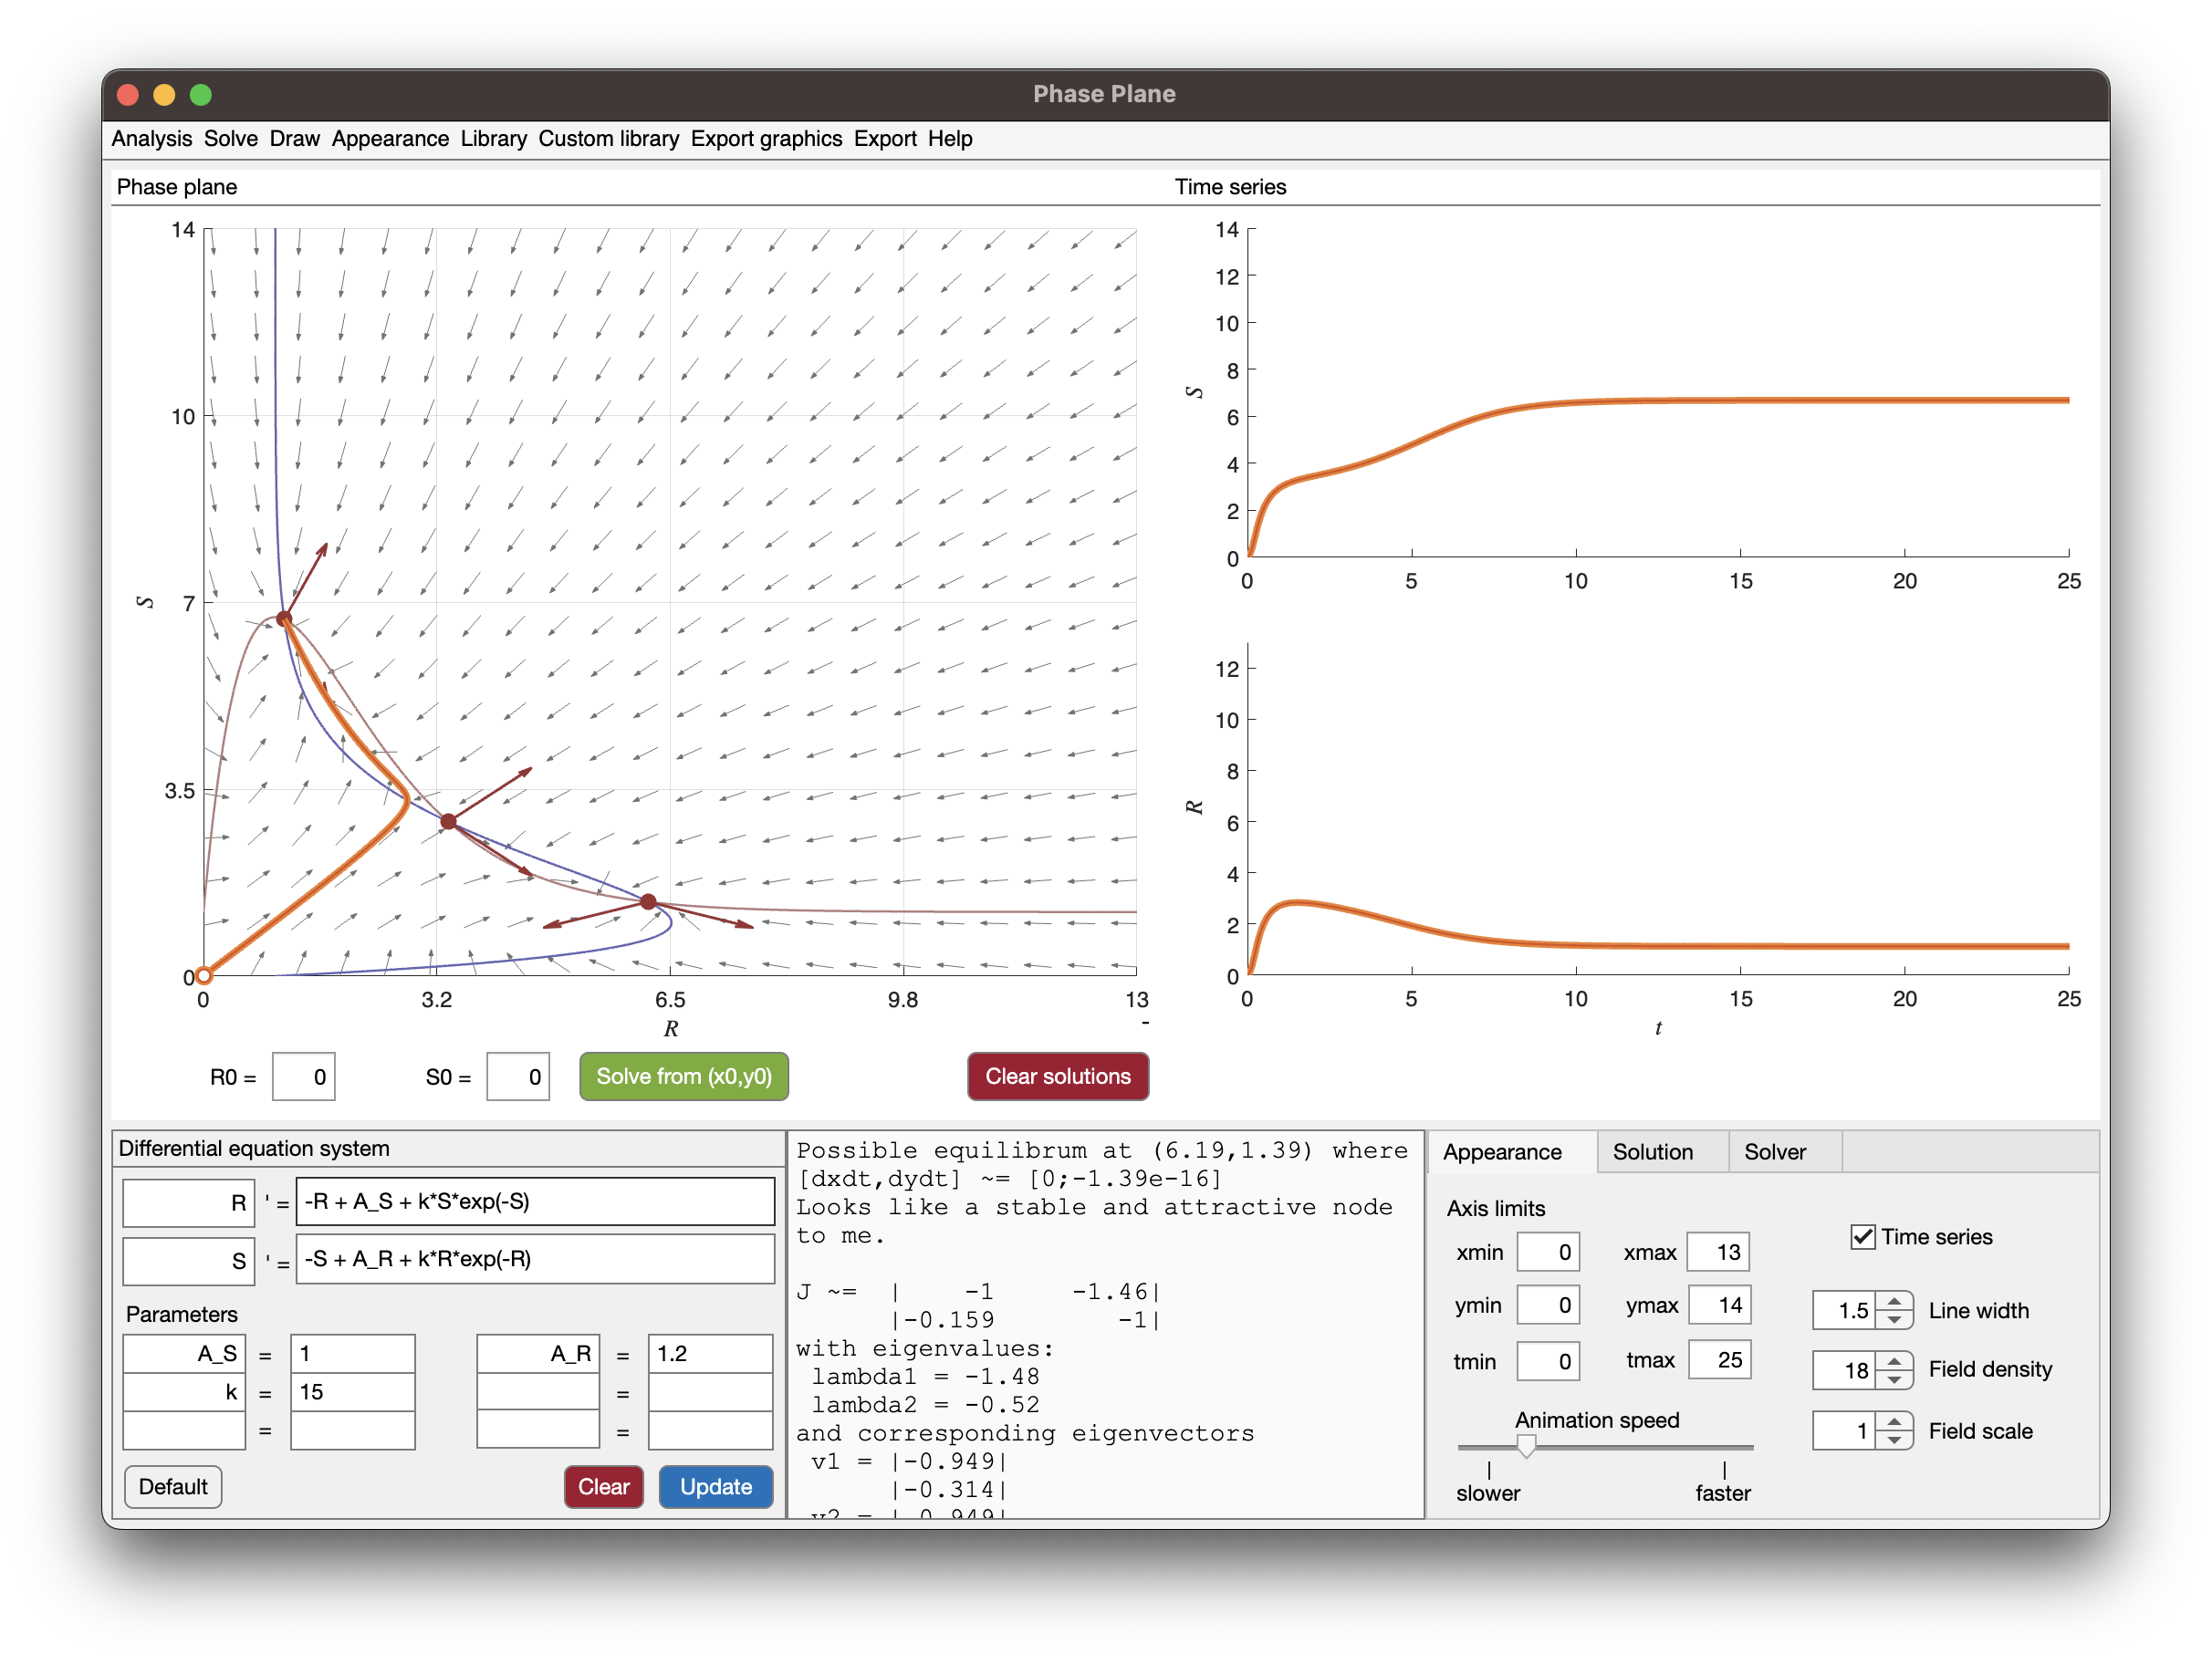 Phase Plane
Analysis Solve Draw Appearance Library Custom library Export graphics Export Help
Phase plane
14
10
7
3.5
0
S
0 3.2 6.5 9.8 13
R
-
Time series
14
12
10
8
6
4
2
0
S
0 5 10 15 20 25
12
10
8
6
4
2
0
R
0 5 10 15 20 25
t
R0 = 0 S0 = 0 Solve from (x0,y0) Clear solutions
Differential equation system
R ' = -R + A_S + k*S*exp(-S)
S ' = -S + A_R + k*R*exp(-R)
Parameters
A_S = 1 A_R = 1.2
k = 15 =
= =
Default Clear Update
Possible equilibrum at (6.19,1.39) where
[dxdt,dydt] ~= [0;-1.39e-16]
Looks like a stable and attractive node
to me.
J ~= | -1 -1.46|
|-0.159 -1|
with eigenvalues:
lambda1 = -1.48
lambda2 = -0.52
and corresponding eigenvectors
v1 = |-0.949|
|-0.314|
Appearance Solution Solver
Axis limits
xmin 0 xmax 13
ymin 0 ymax 14
tmin 0 tmax 25
Animation speed
slower faster
Time series
1.5 Line width
18 Field density
1 Field scale